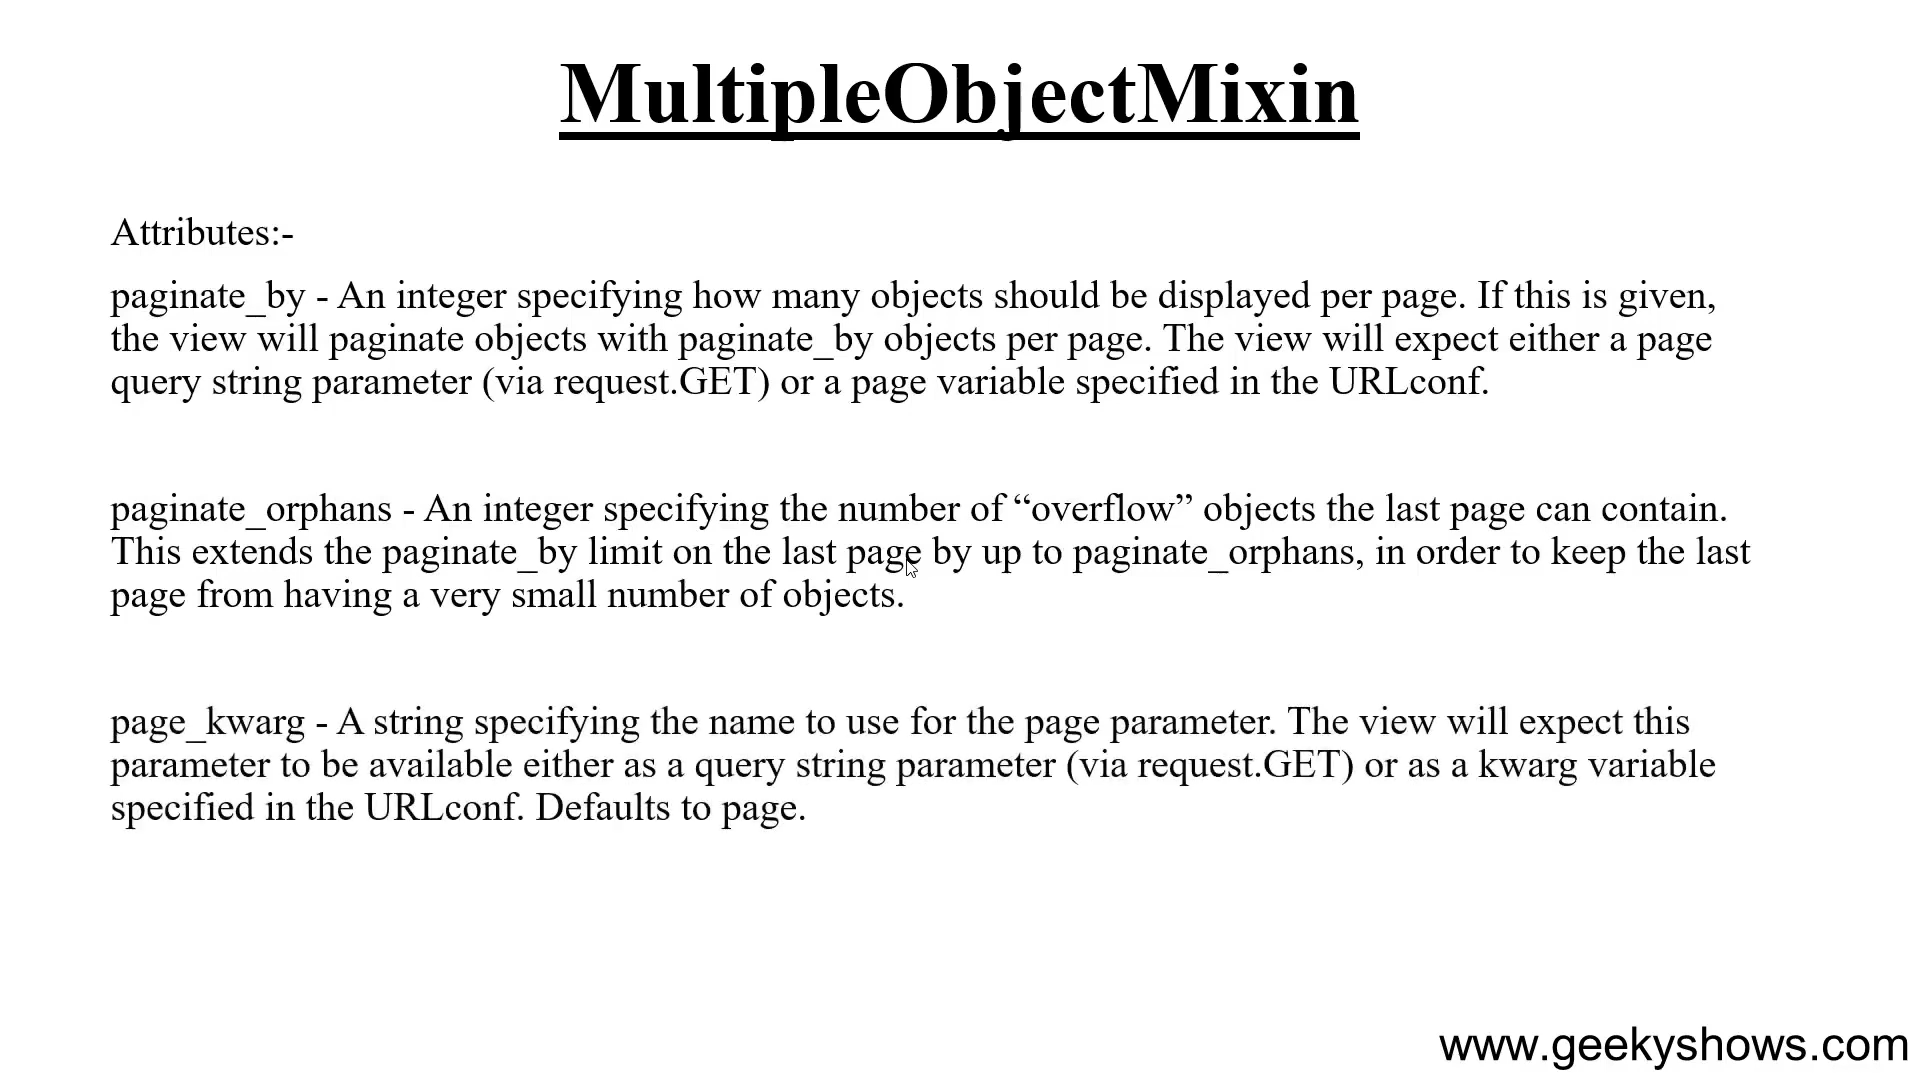 MultipleObjectMixin
Attributes:-
paginate_by - An integer specifying how many objects should be displayed per page. If this is given,
the view will paginate objects with paginate_by objects per page. The view will expect either a page
query string parameter (via request.GET) or a page variable specified in the URLconf.
paginate_orphans - An integer specifying the number of “overflow” objects the last page can contain.
This extends the paginate_by limit on the last page by up to paginate_orphans, in order to keep the last
page from having a very small number of objects.
page_kwarg - A string specifying the name to use for the page parameter. The view will expect this
parameter to be available either as a query string parameter (via request.GET) or as a kwarg variable
specified in the URLconf. Defaults to page.
www.geekyshows.com